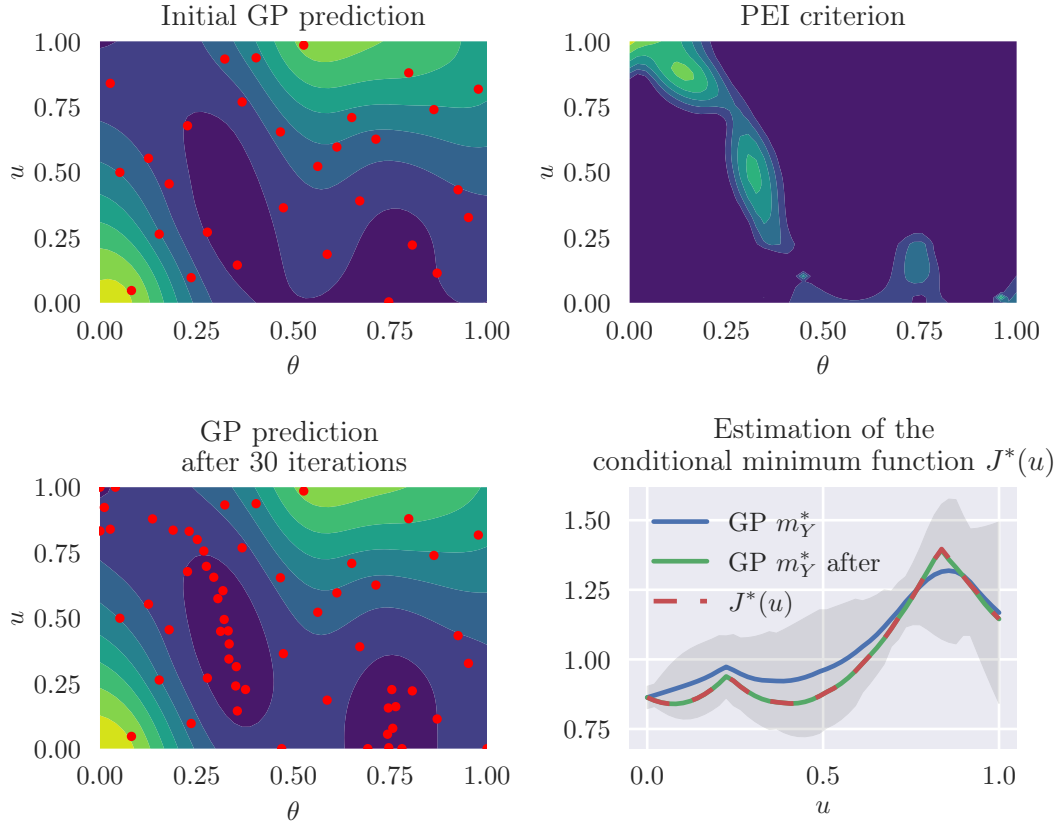 Initial GP prediction
PEI criterion
1.00
0.75
0.50
0.25
0.00
u
0.00 0.25 0.50 0.75 1.00
θ
1.00
0.75
0.50
0.25
0.00
u
0.00 0.25 0.50 0.75 1.00
θ
GP prediction
after 30 iterations
1.00
0.75
0.50
0.25
0.00
u
0.00 0.25 0.50 0.75 1.00
θ
Estimation of the
conditional minimum function J*(u)
1.50
1.25
1.00
0.75
GP m*_Y
GP m*_Y after
J*(u)
0.0 0.5 1.0
u